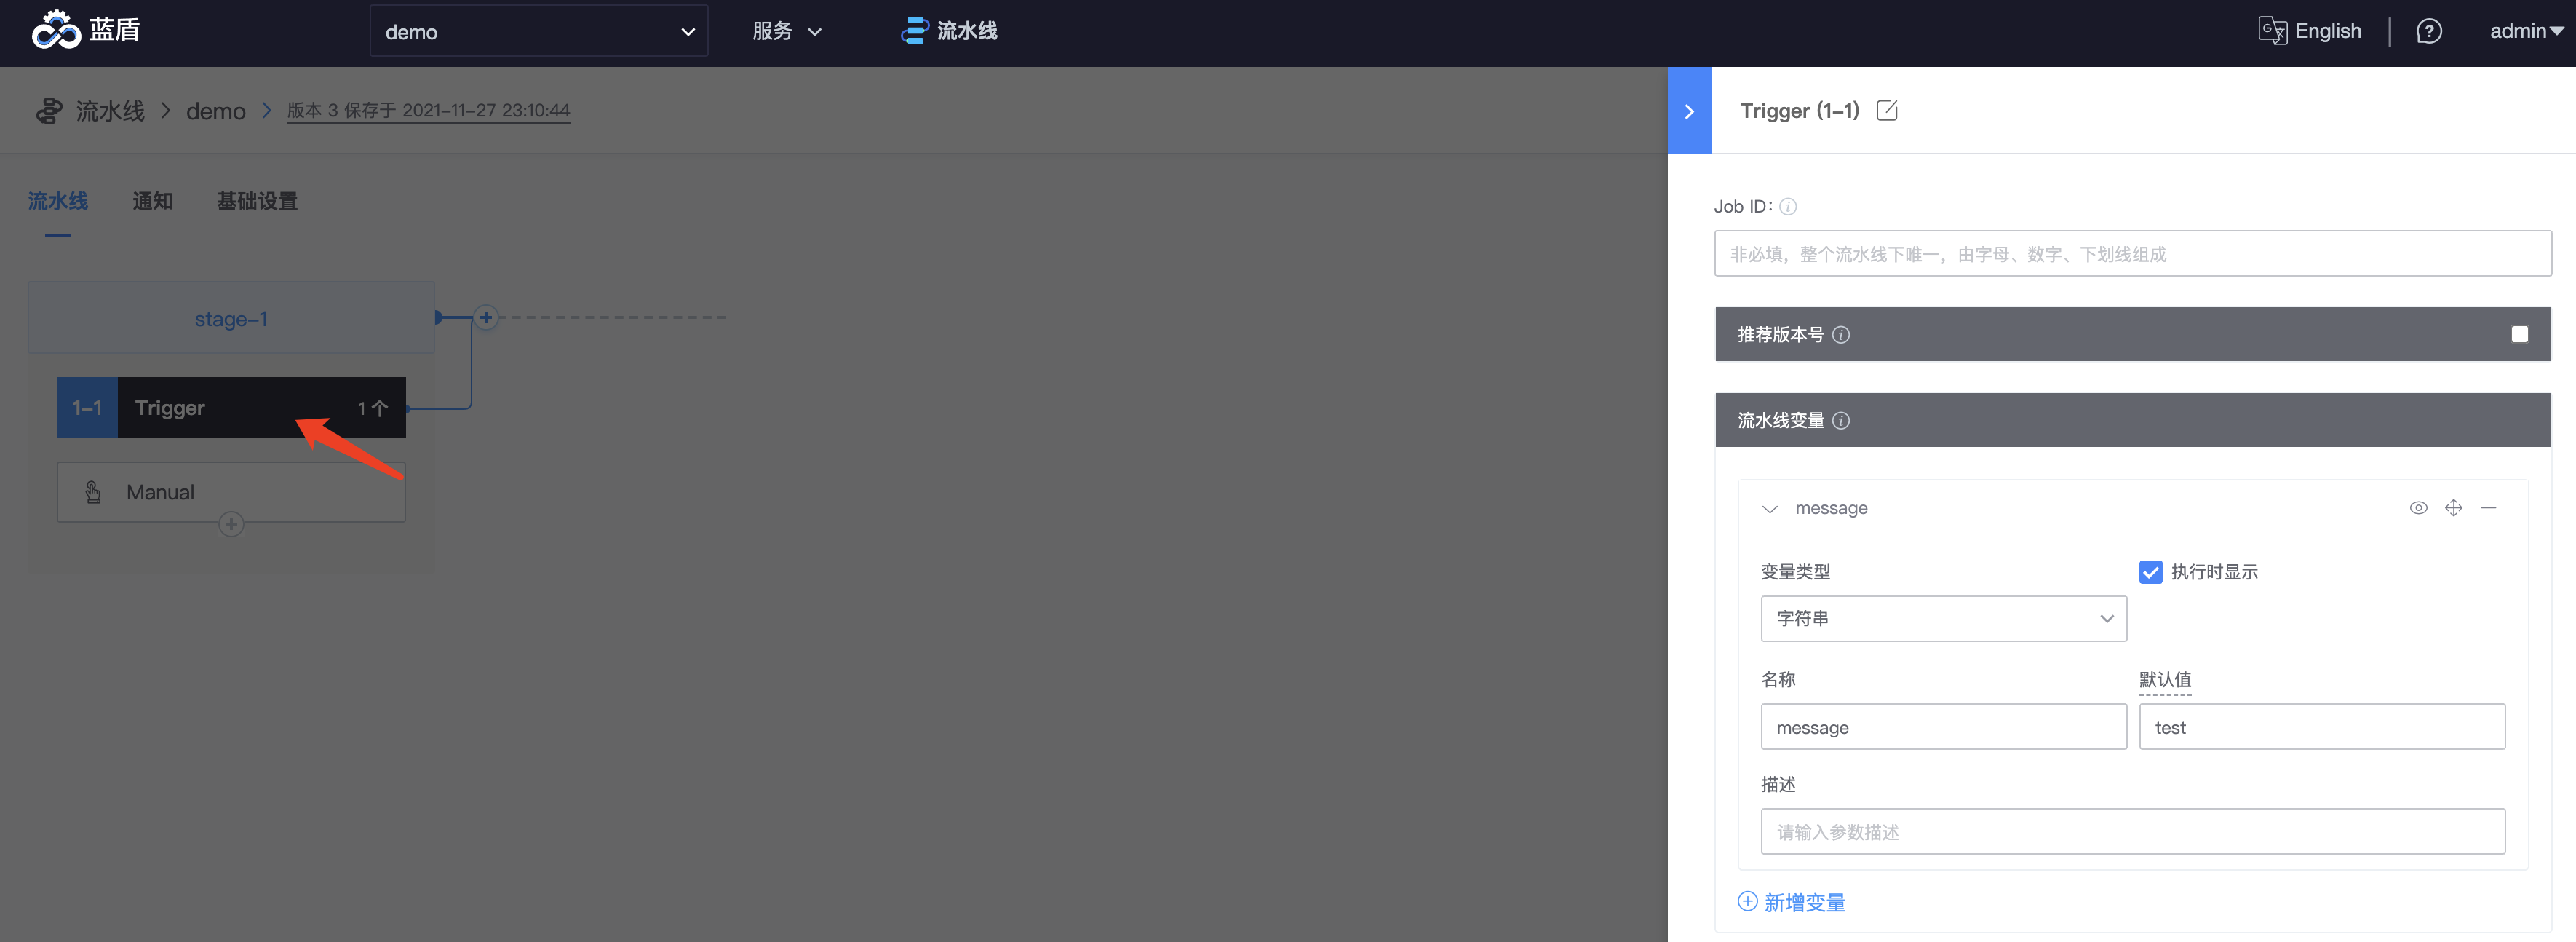 蓝盾
demo
服务
流水线
English
admin
流水线 > demo > 版本 3 保存于 2021-11-27 23:10:44
流水线
通知
基础设置
stage-1
1-1
Trigger
1个
Manual
Trigger (1-1)
Job ID:
非必填，整个流水线下唯一，由字母、数字、下划线组成
推荐版本号
流水线变量
message
变量类型
执行时显示
字符串
名称
默认值
message
test
描述
请输入参数描述
新增变量